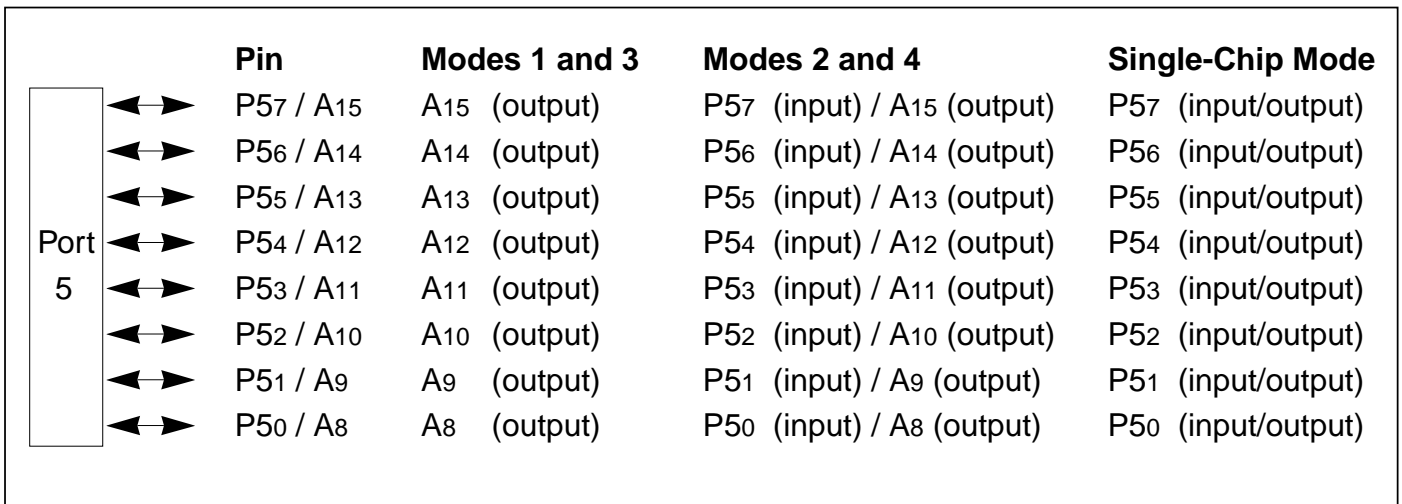 Pin Modes 1 and 3 Modes 2 and 4 Single-Chip Mode
P57 / A15 A15 (output) P57 (input) / A15 (output) P57 (input/output)
P56 / A14 A14 (output) P56 (input) / A14 (output) P56 (input/output)
P55 / A13 A13 (output) P55 (input) / A13 (output) P55 (input/output)
Port P54 / A12 A12 (output) P54 (input) / A12 (output) P54 (input/output)
5 P53 / A11 A11 (output) P53 (input) / A11 (output) P53 (input/output)
P52 / A10 A10 (output) P52 (input) / A10 (output) P52 (input/output)
P51 / A9 A9 (output) P51 (input) / A9 (output) P51 (input/output)
P50 / A8 A8 (output) P50 (input) / A8 (output) P50 (input/output)